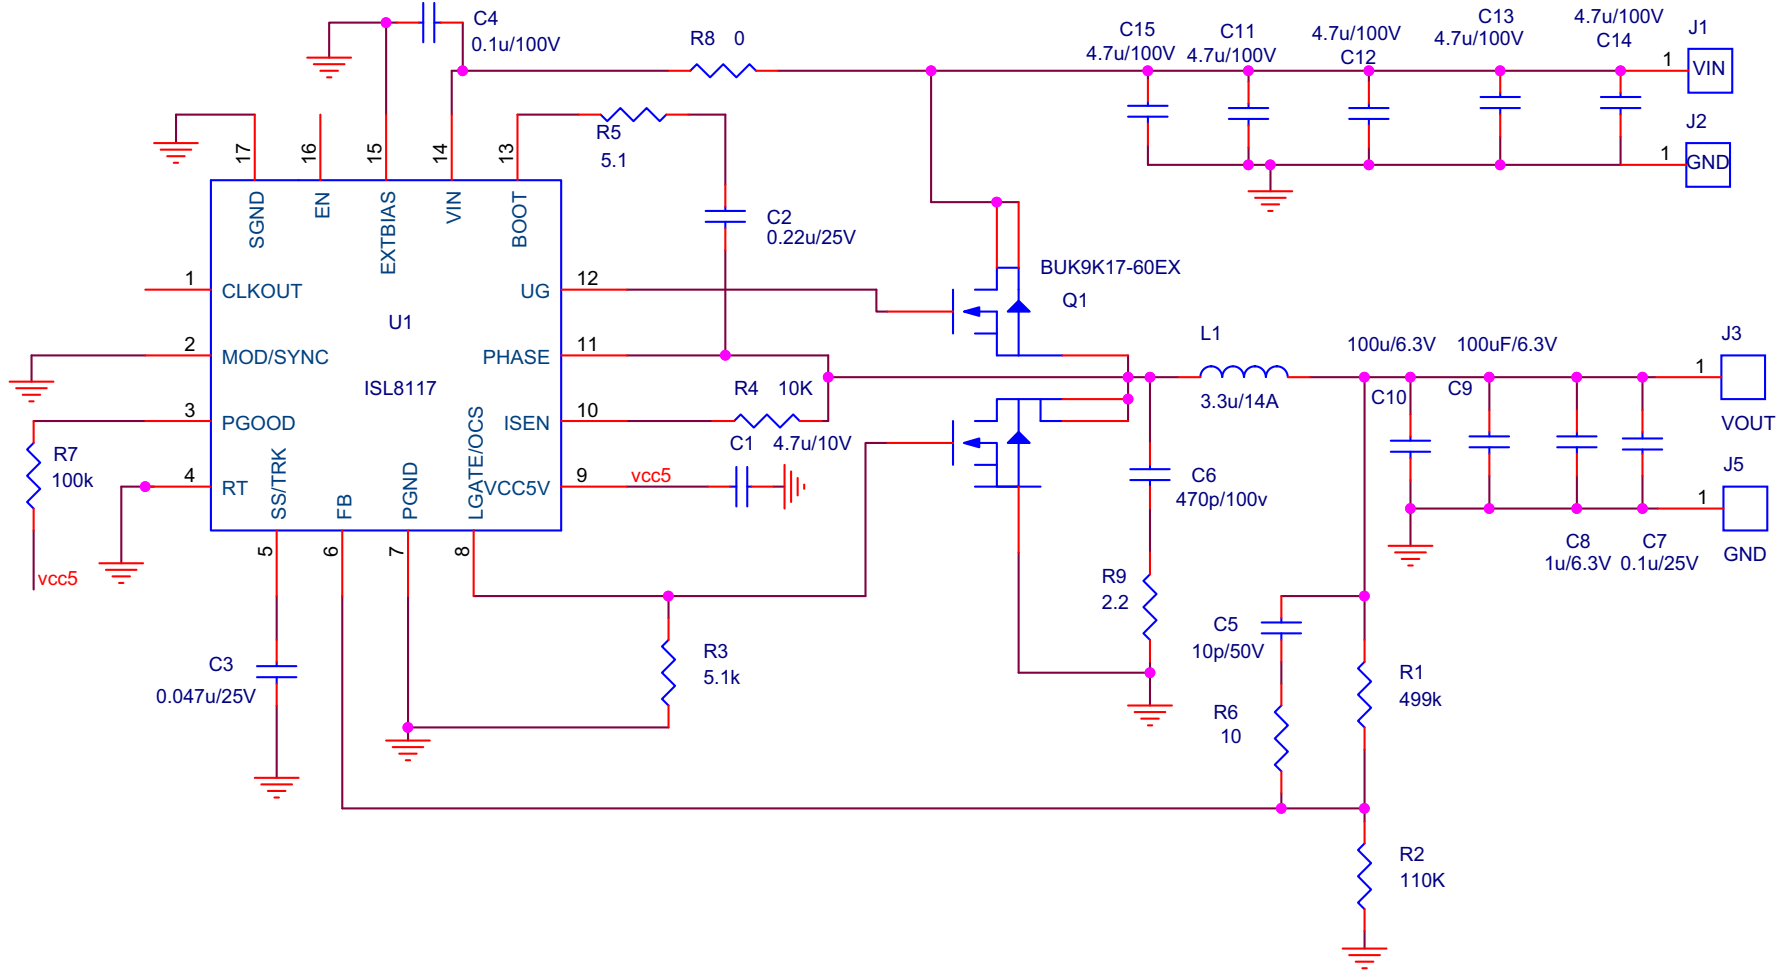 C4
0.1u/100V
R8 0
C15
4.7u/100V
C11
4.7u/100V
4.7u/100V
C12
C13
4.7u/100V
4.7u/100V
C14
J1
1
VIN
J2
1
GND
R5
5.1
17
16
15
14
13
SGND
EN
EXTBIAS
VIN
BOOT
C2
0.22u/25V
1
CLKOUT
UG
12
BUK9K17-60EX
Q1
U1
2
MOD/SYNC
PHASE
11
ISL8117
R4 10K
3
PGOOD
ISEN
10
C1 4.7u/10V
R7
100k
4
RT
VCC5V
9
vcc5
SS/TRK
FB
PGND
LGATE/OCS
5
6
7
8
vcc5
L1
3.3u/14A
100u/6.3V
C10
100uF/6.3V
C9
J3
1
VOUT
J5
1
GND
C6
470p/100v
C8
1u/6.3V
C7
0.1u/25V
R9
2.2
C5
10p/50V
R3
5.1k
C3
0.047u/25V
R1
499k
R6
10
R2
110K